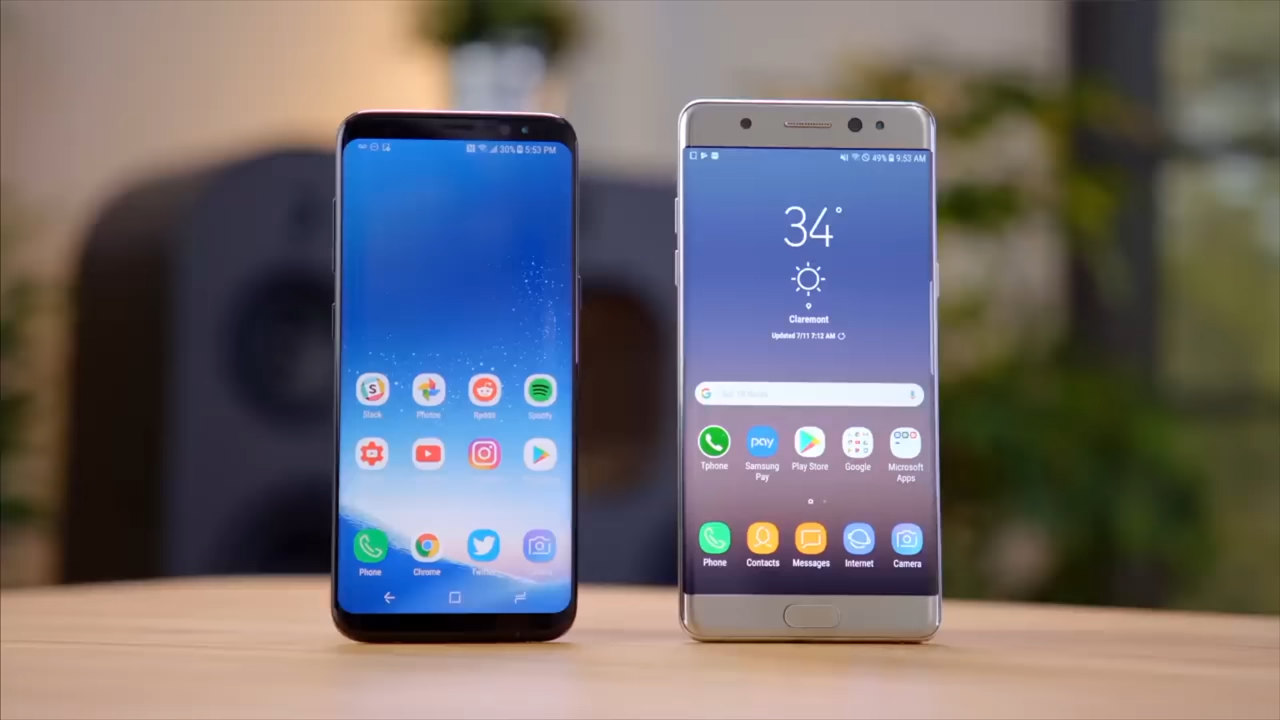 30% 5:53 PM
Slack Photos Reddit Spotify
Phone Chrome
49% 9:53 AM
34°
Claremont
Updated 7/11 7:12 AM
G
pay
Tphone Samsung Pay Play Store Google Microsoft Apps
Phone Contacts Messages Internet Camera